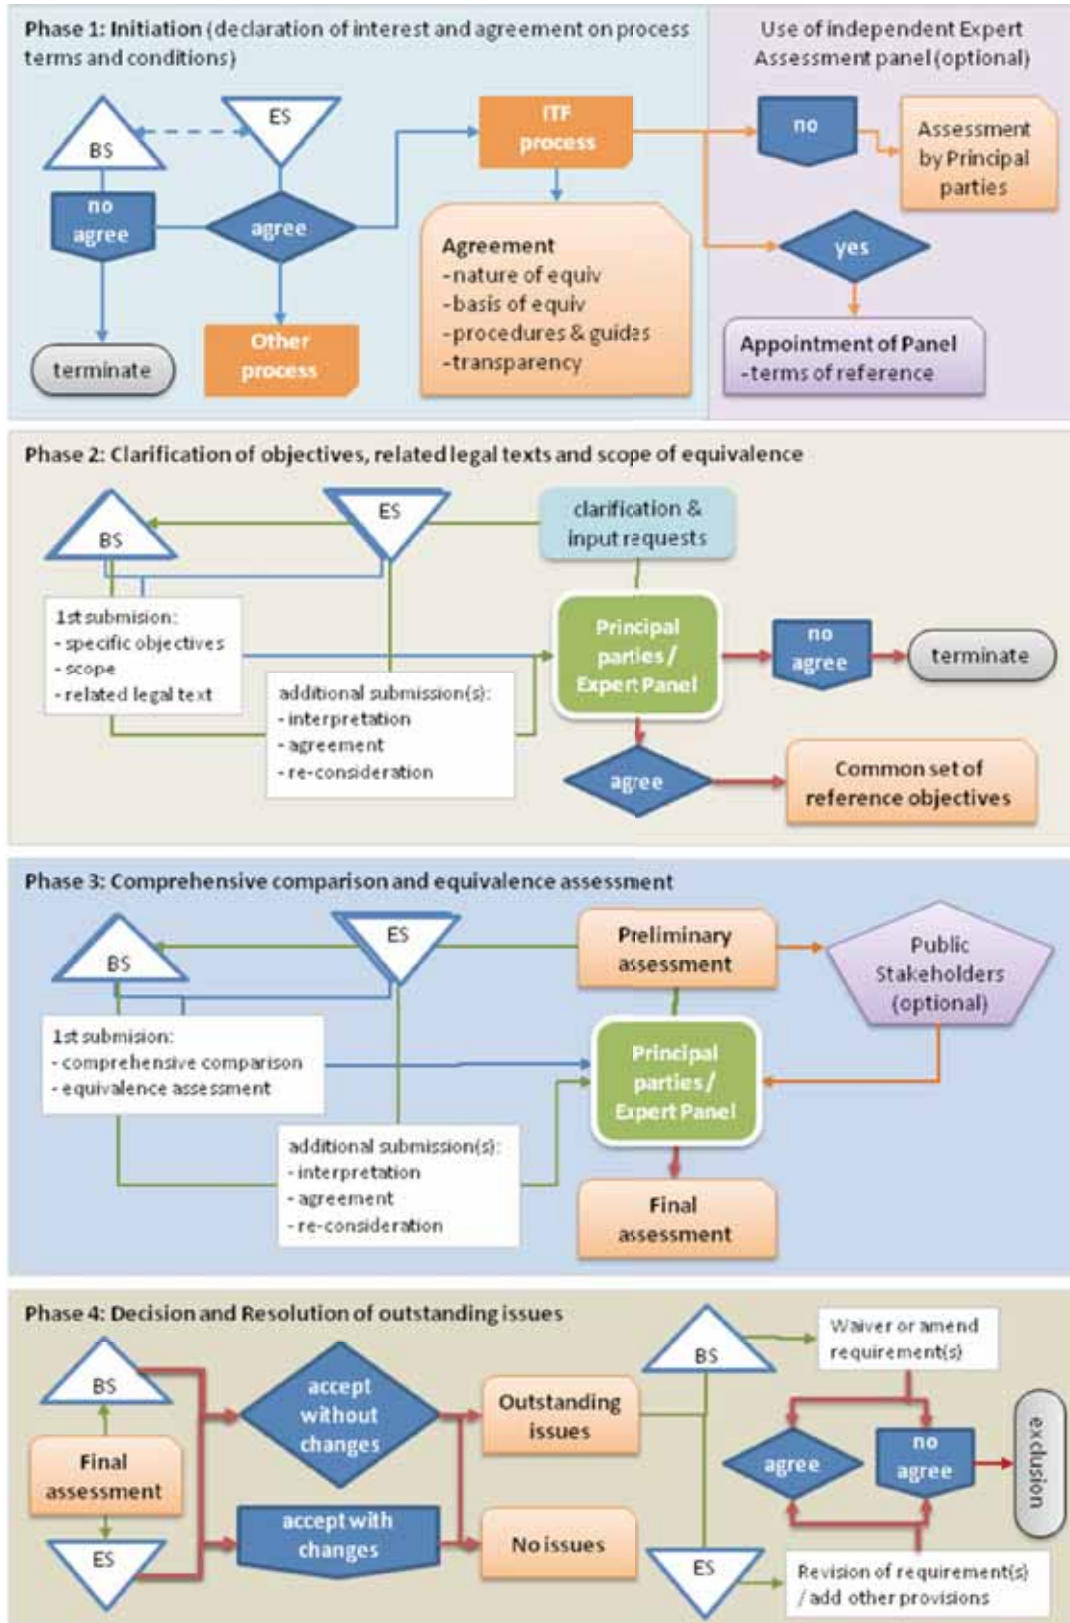 Phase 1: Initiation (declaration of interest and agreement on process
terms and conditions)
Use of independent Expert
Assessment panel (optional)
BS
ES
ITF
process
no
Assessment
by Principal
parties
no
agree
agree
yes
Agreement
- nature of equiv
- basis of equiv
- procedures & guides
- transparency
terminate
Other
process
Appointment of Panel
- terms of reference
Phase 2: Clarification of objectives, related legal texts and scope of equivalence
BS
ES
clarification &
input requests
1st submision:
- specific objectives
- scope
- related legal text
Principal
parties /
Expert Panel
no
agree
terminate
additional submission(s):
- interpretation
- agreement
- re-consideration
agree
Common set of
reference objectives
Phase 3: Comprehensive comparison and equivalence assessment
BS
ES
Preliminary
assessment
Public
Stakeholders
(optional)
1st submision:
- comprehensive comparison
- equivalence assessment
Principal
parties /
Expert Panel
additional submission(s):
- interpretation
- agreement
- re-consideration
Final
assessment
Phase 4: Decision and Resolution of outstanding issues
BS
Final
assessment
ES
accept
without
changes
accept with
changes
Outstanding
issues
No issues
BS
ES
Waiver or amend
requirement(s)
agree
no
agree
exclusion
Revision of requirement(s)
/ add other provisions